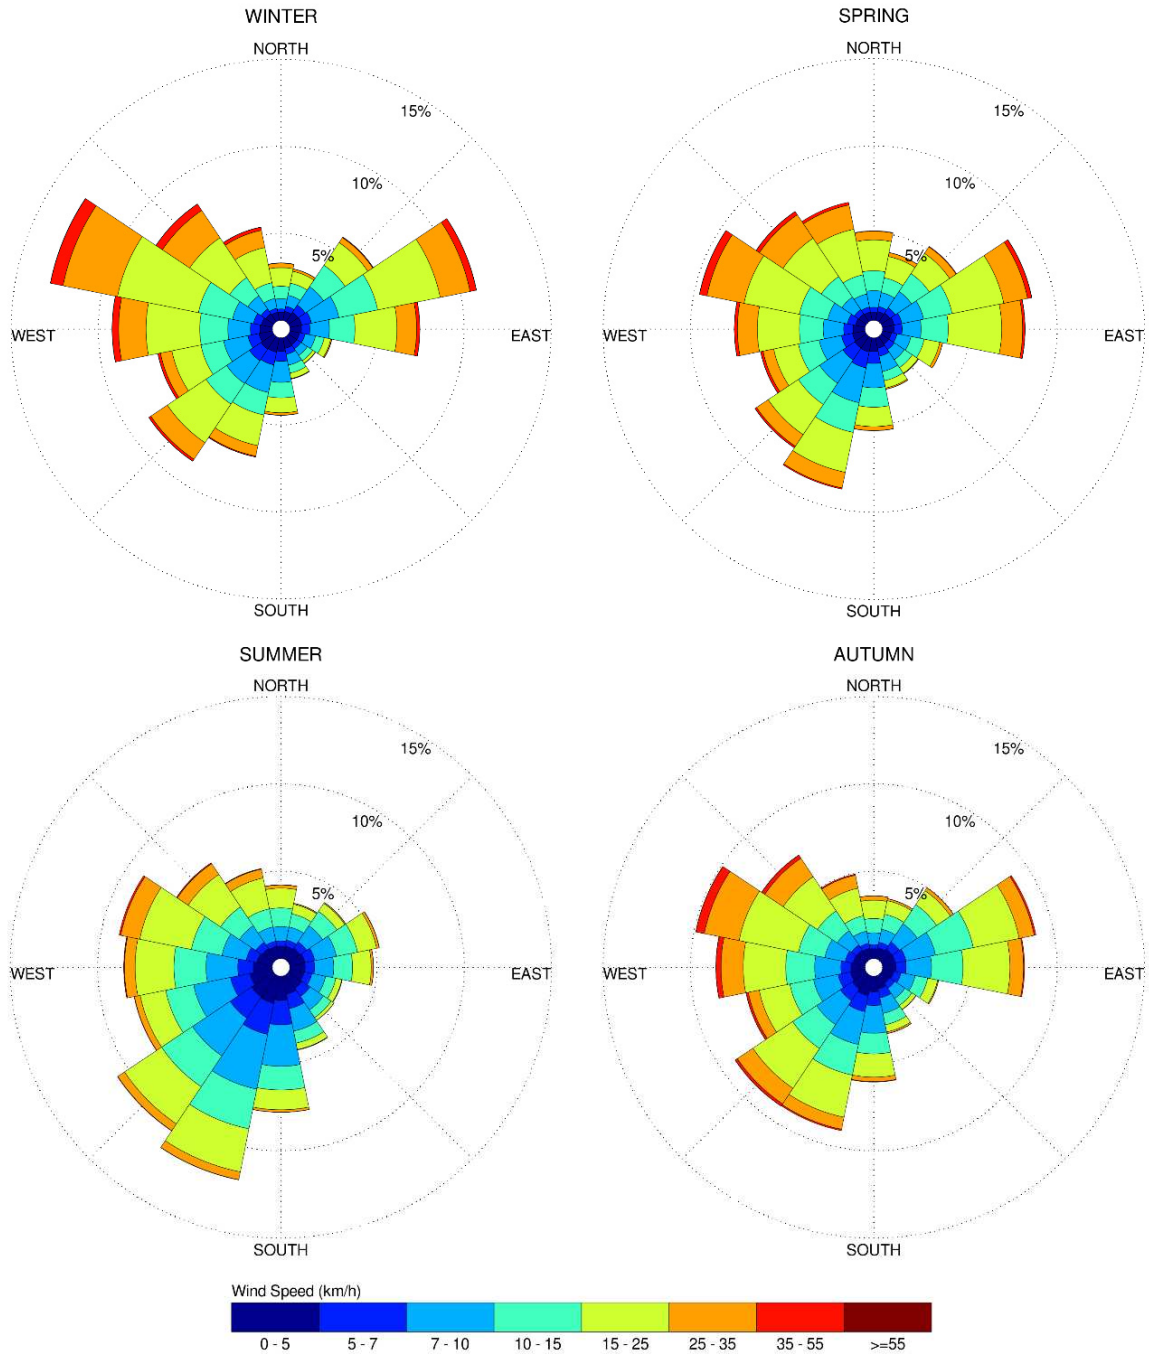 WINTER
NORTH
15%
10%
5%
WEST
EAST
SOUTH
SPRING
NORTH
15%
10%
5%
WEST
EAST
SOUTH
SUMMER
NORTH
15%
10%
5%
WEST
EAST
SOUTH
AUTUMN
NORTH
15%
10%
5%
WEST
EAST
SOUTH
Wind Speed (km/h)
0 - 5 5 - 7 7 - 10 10 - 15 15 - 25 25 - 35 35 - 55 >=55